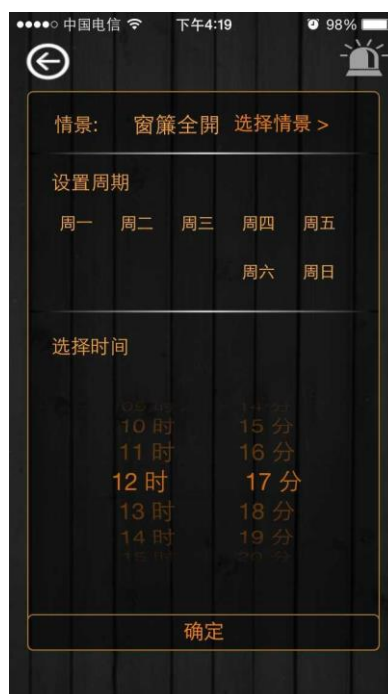 中国电信 下午4:19 98%
情景: 窗簾全開 选择情景 >
设置周期
周一 周二 周三 周四 周五
周六 周日
选择时间
10 时 15 分
11 时 16 分
12 时 17 分
13 时 18 分
14 时 19 分
确定